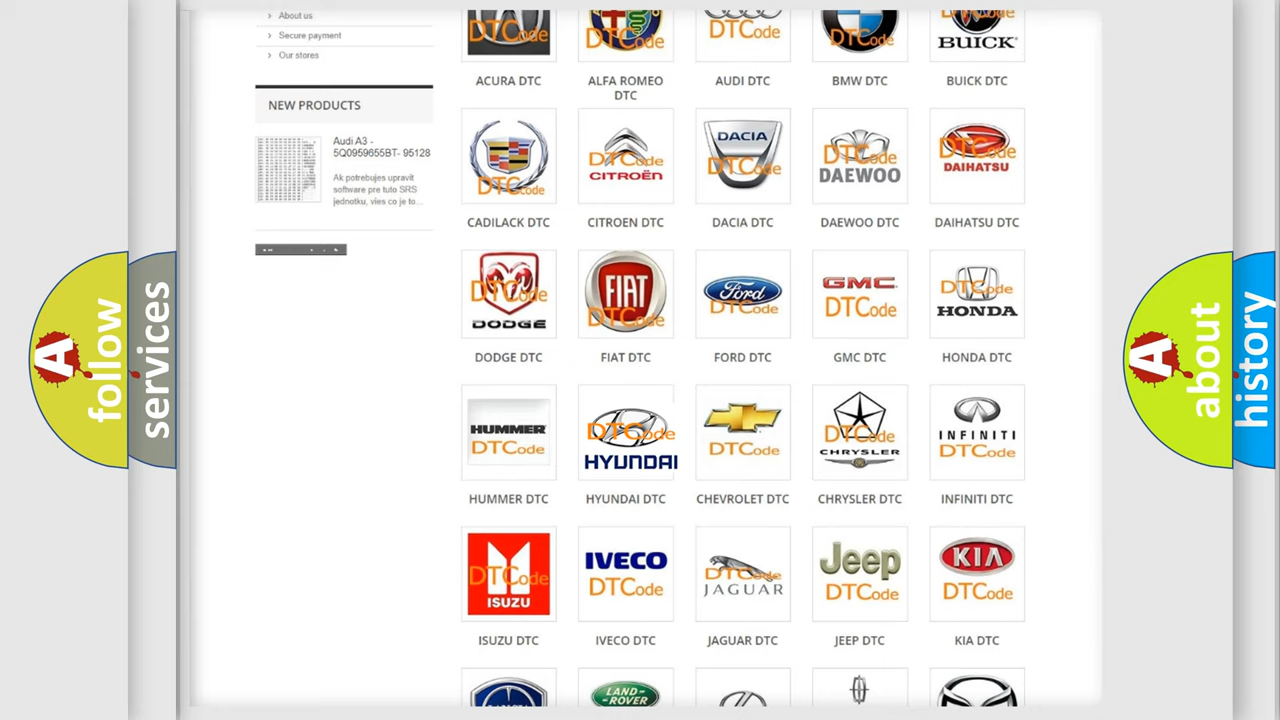 About us
Secure payment
Our stores
NEW PRODUCTS
Audi A3 -
5Q0959655BT- 95128
Ak potrebujes upravit
software pre tuto SRS
jednotku, vies co je to...
DTCode
DTCode
DTCode
DTCode
BUICK
ACURA DTC
ALFA ROMEO
DTC
AUDI DTC
BMW DTC
BUICK DTC
DTCode
DTCode
CITROËN
DACIA
DTCode
DTCode
DAEWOO
DTCode
DAIHATSU
CADILACK DTC
CITROEN DTC
DACIA DTC
DAEWOO DTC
DAIHATSU DTC
DTCode
DODGE
FIAT
DTCode
Ford
DTCode
GMC
DTCode
DTCode
HONDA
DODGE DTC
FIAT DTC
FORD DTC
GMC DTC
HONDA DTC
HUMMER
DTCode
DTCode
HYUNDAI
DTCode
DTCode
CHRYSLER
INFINITI
DTCode
HUMMER DTC
HYUNDAI DTC
CHEVROLET DTC
CHRYSLER DTC
INFINITI DTC
DTCode
ISUZU
IVECO
DTCode
DTCode
JAGUAR
Jeep
DTCode
KIA
DTCode
ISUZU DTC
IVECO DTC
JAGUAR DTC
JEEP DTC
KIA DTC
LAND-
ROVER
A
follow
services
A
about
history